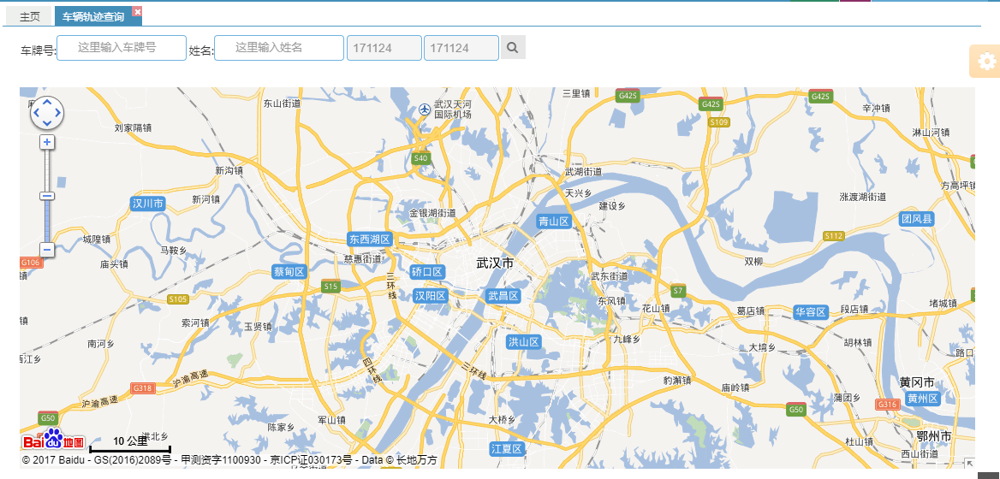 主页 车辆轨迹查询
车牌号: 这里输入车牌号 姓名: 这里输入姓名 171124 171124
三里镇
G42S
G42S
G42S
东山街道
武汉天河
国际机场
辛冲镇
S109
刘家隔镇
淋山河镇
S40
新沟镇
武湖街道
方高坪镇
天兴乡
涨渡湖街道
汉川市
新河镇
建设乡
金银湖街道
青山区
团风县
东西湖区
S112
城隍镇
马鞍乡
G106
庙头镇
慈惠街道
武汉市
双柳
蔡甸区
硚口区
武东街道
三环线
S15
S7
汉阳区
武昌区
S105
东风镇
花山镇
葛店镇
华容区
段店镇
堵城镇
索河镇
玉贤镇
南河乡
洪山区
九峰乡
大塆乡
胡林镇
路口
西江乡
四环线
三环线
沪渝高速
豹澥镇
庙岭镇
黄冈市
G318
蒲团乡
黄州区
沪渝高速
G316
G50
G50
军山镇
大桥乡
陈家乡
洪北乡
鄂州市
杜山镇
江夏区
西山街道
Bai du 地图
10 公里
© 2017 Baidu - GS(2016)2089号 - 甲测资字1100930 - 京ICP证030173号 - Data © 长地万方